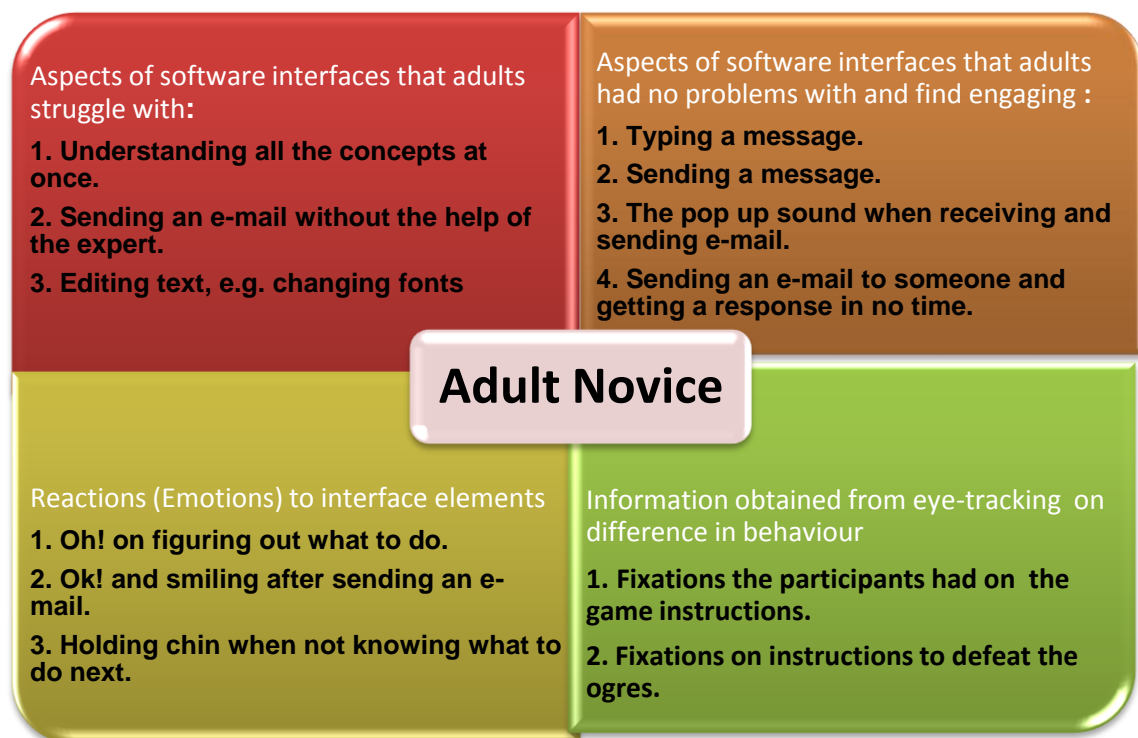 Aspects of software interfaces that adults
struggle with:
1. Understanding all the concepts at
once.
2. Sending an e-mail without the help of
the expert.
3. Editing text, e.g. changing fonts
Aspects of software interfaces that adults
had no problems with and find engaging :
1. Typing a message.
2. Sending a message.
3. The pop up sound when receiving and
sending e-mail.
4. Sending an e-mail to someone and
getting a response in no time.
Adult Novice
Reactions (Emotions) to interface elements
1. Oh! on figuring out what to do.
2. Ok! and smiling after sending an e-
mail.
3. Holding chin when not knowing what to
do next.
Information obtained from eye-tracking on
difference in behaviour
1. Fixations the participants had on the
game instructions.
2. Fixations on instructions to defeat the
ogres.